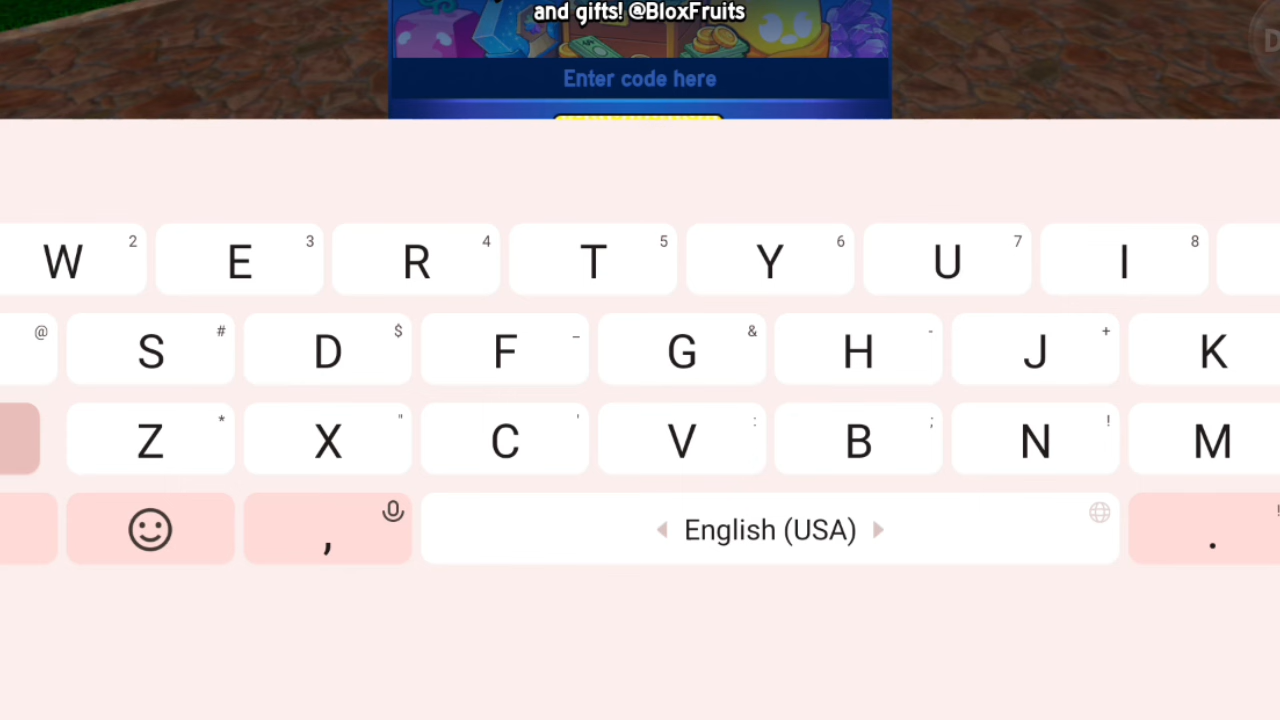 and gifts! @BloxFruits
Enter code here
W 2 E 3 R 4 T 5 Y 6 U 7 I 8
@ S # D $ F _ G & H - J + K
Z * X " C ' V : B ; N ! M
, English (USA) . !